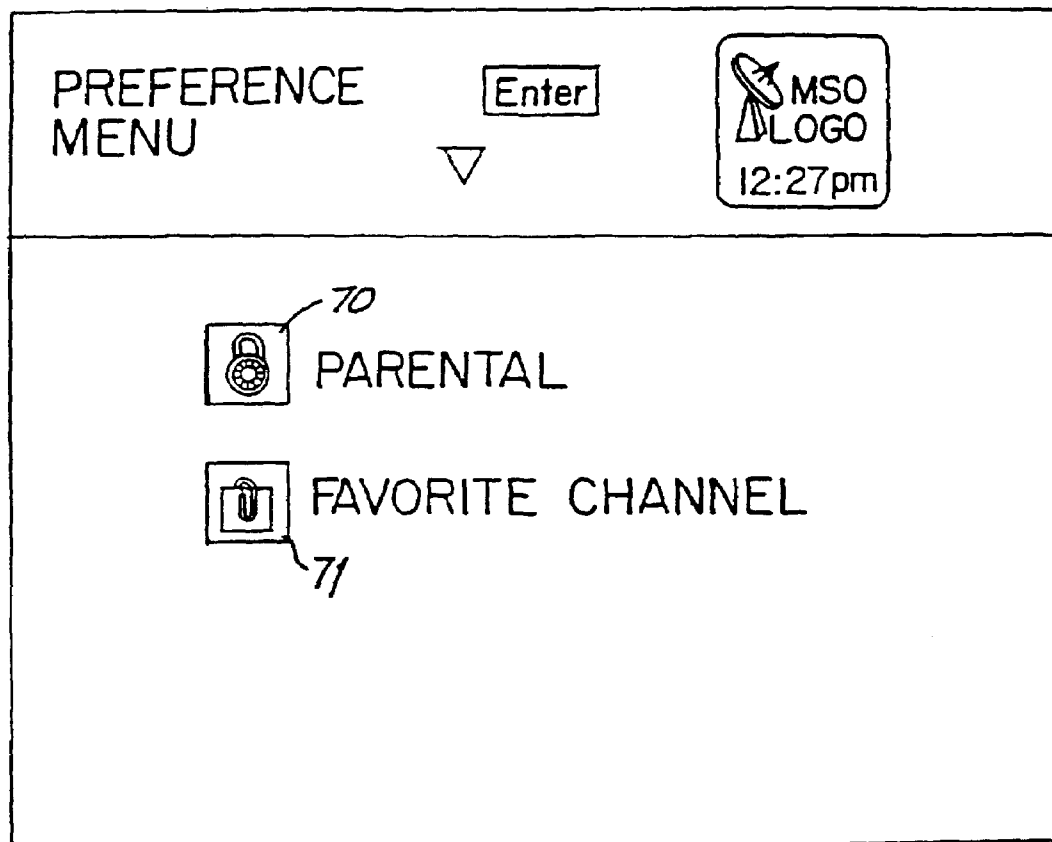 PREFERENCE
MENU
Enter
MSO
LOGO
12:27pm
70
PARENTAL
FAVORITE CHANNEL
71